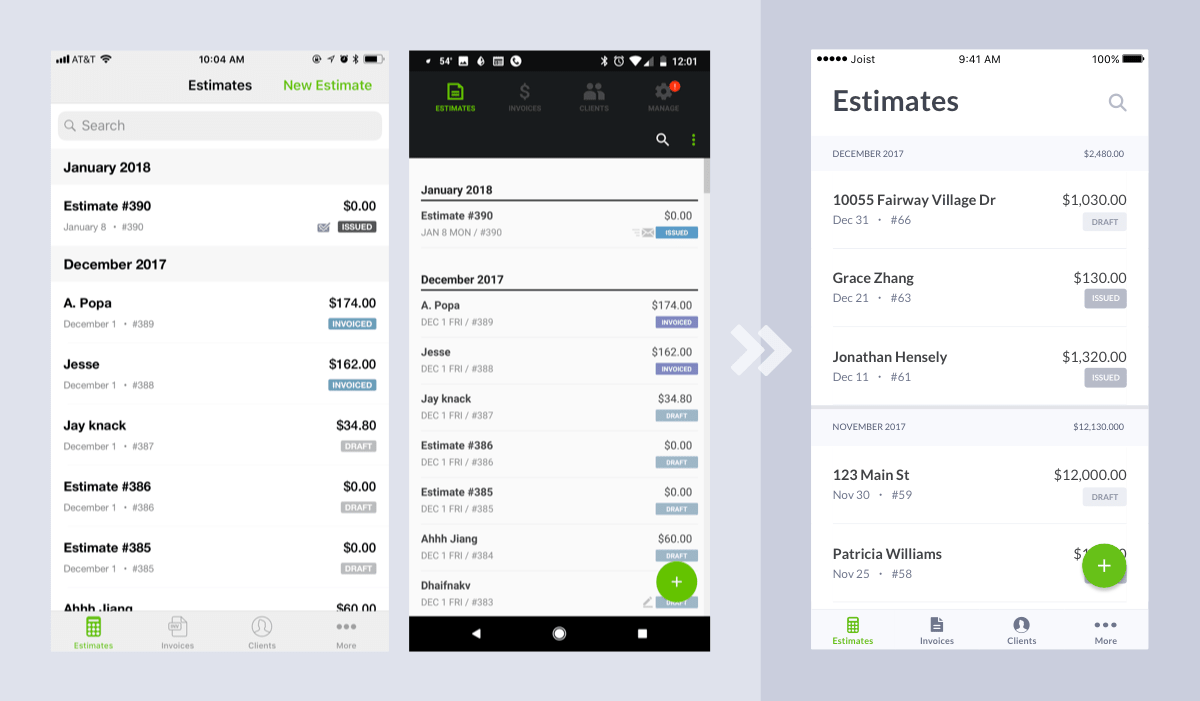 AT&T 10:04 AM
Estimates New Estimate
Search
January 2018
Estimate #390 $0.00
January 8 • #390 ISSUED
December 2017
A. Popa $174.00
December 1 • #389 INVOICED
Jesse $162.00
December 1 • #388 INVOICED
Jay knack $34.80
December 1 • #387 DRAFT
Estimate #386 $0.00
December 1 • #386 DRAFT
Estimate #385 $0.00
December 1 • #385 DRAFT
Ahhh Jiang $60.00
Estimates Invoices Clients More
54° 12:01
1
ESTIMATES INVOICES CLIENTS MANAGE
January 2018
Estimate #390 $0.00
JAN 8 MON / #390 ISSUED
December 2017
A. Popa $174.00
DEC 1 FRI / #389 INVOICED
Jesse $162.00
DEC 1 FRI / #388 INVOICED
Jay knack $34.80
DEC 1 FRI / #387 DRAFT
Estimate #386 $0.00
DEC 1 FRI / #386 DRAFT
Estimate #385 $0.00
DEC 1 FRI / #385 DRAFT
Ahhh Jiang $60.00
DEC 1 FRI / #384 DRAFT
Dhaifnakv
DEC 1 FRI / #383 DRAFT
Joist 9:41 AM 100%
Estimates
DECEMBER 2017 $2,480.00
10055 Fairway Village Dr $1,030.00
Dec 31 • #66 DRAFT
Grace Zhang $130.00
Dec 21 • #63 ISSUED
Jonathan Hensely $1,320.00
Dec 11 • #61 ISSUED
NOVEMBER 2017 $12,130.000
123 Main St $12,000.00
Nov 30 • #59 DRAFT
Patricia Williams
Nov 25 • #58
Estimates Invoices Clients More